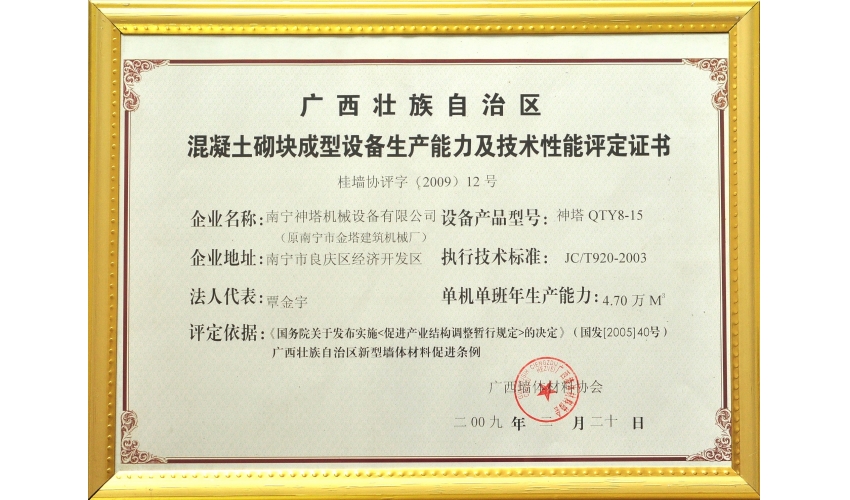 广西壮族自治区
混凝土砌块成型设备生产能力及技术性能评定证书
桂墙协评字（2009）12号
企业名称：南宁神塔机械设备有限公司 设备产品型号：神塔 QTY8-15
（原南宁市金塔建筑机械厂）
企业地址：南宁市良庆区经济开发区 执行技术标准： JC/T920-2003
法人代表：覃金宇 单机单班年生产能力：4.70 万 M³
评定依据：《国务院关于发布实施<促进产业结构调整暂行规定>的决定》（国发[2005]40号）
广西壮族自治区新型墙体材料促进条例
广西墙体材料协会
二00九 年 月 二十 日